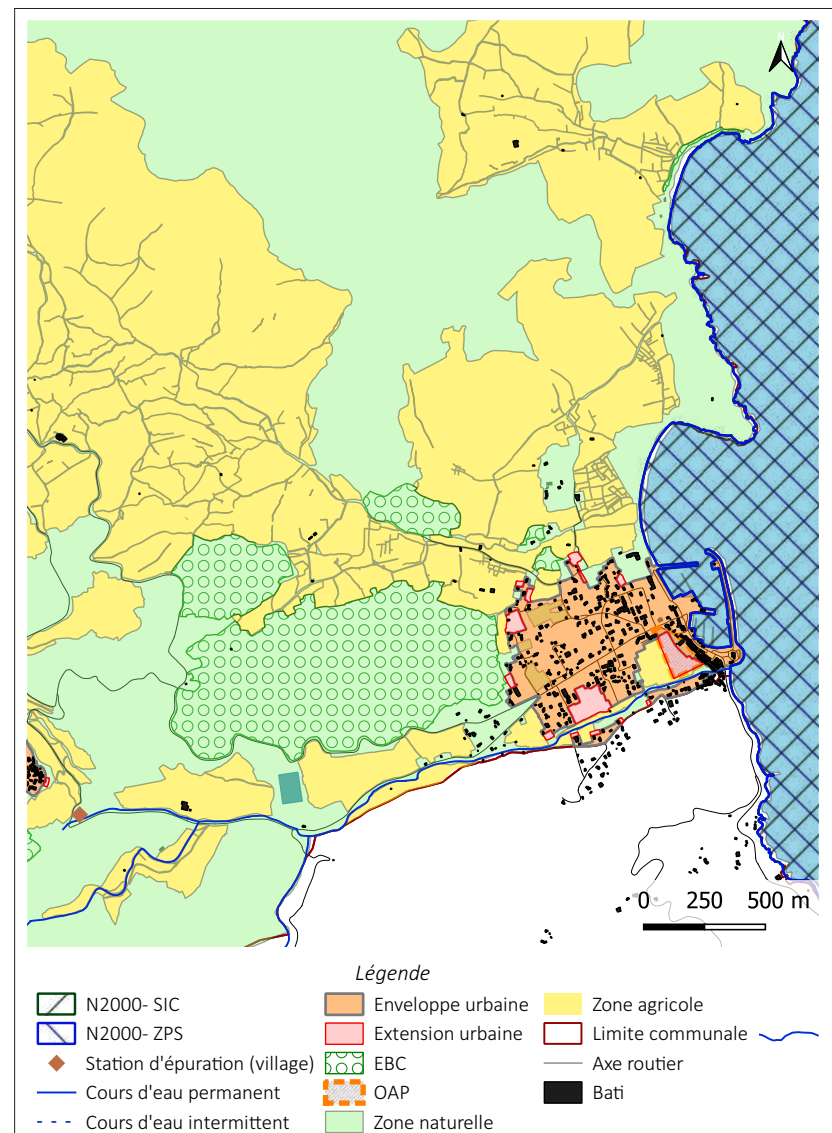 N
0 250 500 m
Légende
N2000- SIC
N2000- ZPS
Station d'épuration (village)
Cours d'eau permanent
Cours d'eau intermittent
Enveloppe urbaine
Extension urbaine
EBC
OAP
Zone naturelle
Zone agricole
Limite communale
Axe routier
Bati